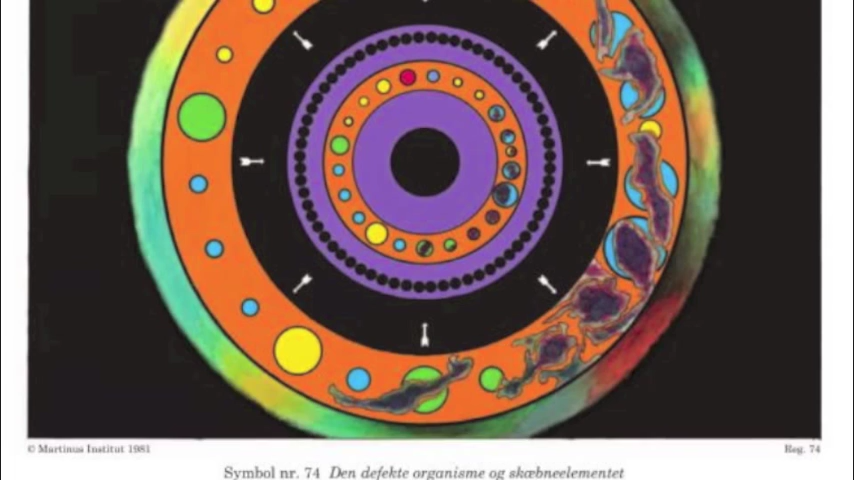 © Martinus Institut 1981
Reg. 74
Symbol nr. 74 Den defekte organisme og skæbneelementet